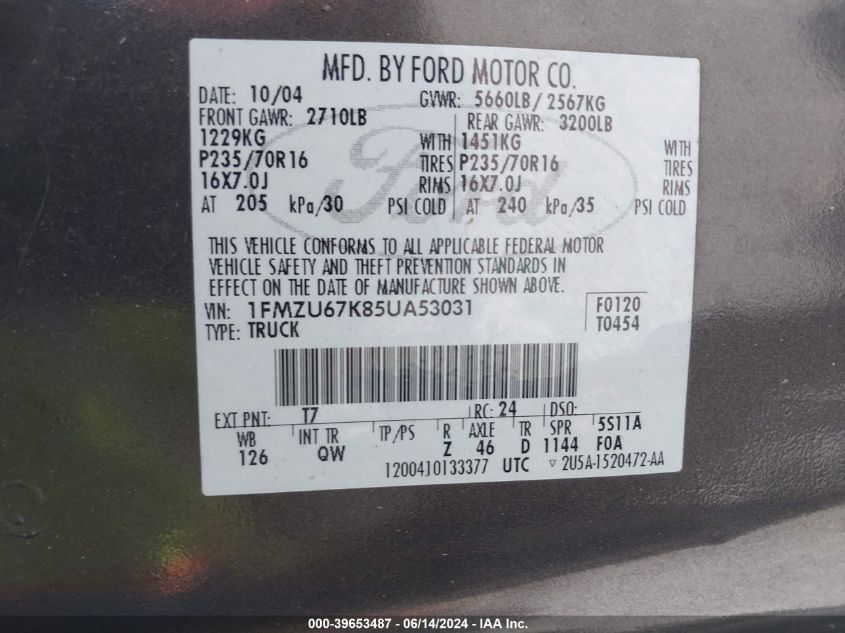 MFD. BY FORD MOTOR CO.
DATE: 10/04 GVWR: 5660LB/2567KG
FRONT GAWR: 2710LB REAR GAWR: 3200LB
1229KG WITH 1451KG WITH
P235/70R16 TIRES P235/70R16 TIRES
16X7.0J RIMS 16X7.0J RIMS
AT 205 kPa/30 PSI COLD AT 240 kPa/35 PSI COLD
Ford
THIS VEHICLE CONFORMS TO ALL APPLICABLE FEDERAL MOTOR
VEHICLE SAFETY AND THEFT PREVENTION STANDARDS IN
EFFECT ON THE DATE OF MANUFACTURE SHOWN ABOVE.
VIN: 1FMZU67K85UA53031 F0120
TYPE: TRUCK T0454
EXT PNT: T7 RC: 24 DSO:
WB INT TR TP/PS R AXLE TR SPR 5S11A
126 QW Z 46 D 1144 F0A
1200410133377 UTC ▽ 2U5A-1520472-AA
000-39653487 - 06/14/2024 - IAA Inc.